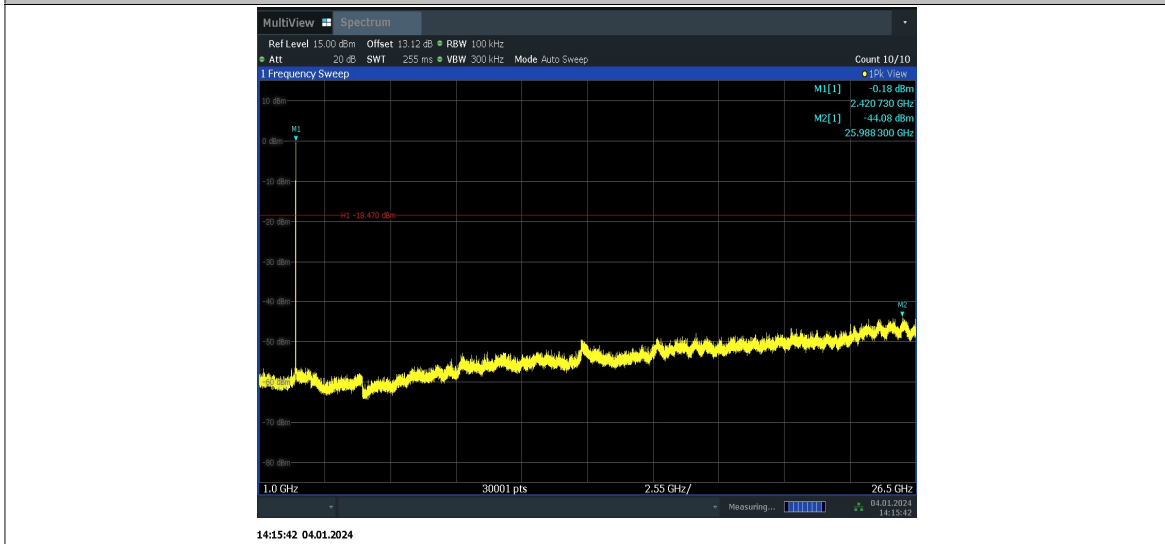 MultiView Spectrum
Ref Level 15.00 dBm Offset 13.12 dB RBW 100 kHz
Att 20 dB SWT 255 ms VBW 300 kHz Mode Auto Sweep Count 10/10
1 Frequency Sweep 1Pk View
M1[1] -0.18 dBm
2.420 730 GHz
M2[1] -44.08 dBm
25.988 300 GHz
10 dBm
M1
0 dBm
-10 dBm
H1 -18.470 dBm
-20 dBm
-30 dBm
-40 dBm
M2
-50 dBm
-60 dBm
-70 dBm
-80 dBm
1.0 GHz 30001 pts 2.55 GHz/ 26.5 GHz
Measuring... 04.01.2024
14:15:42
14:15:42 04.01.2024